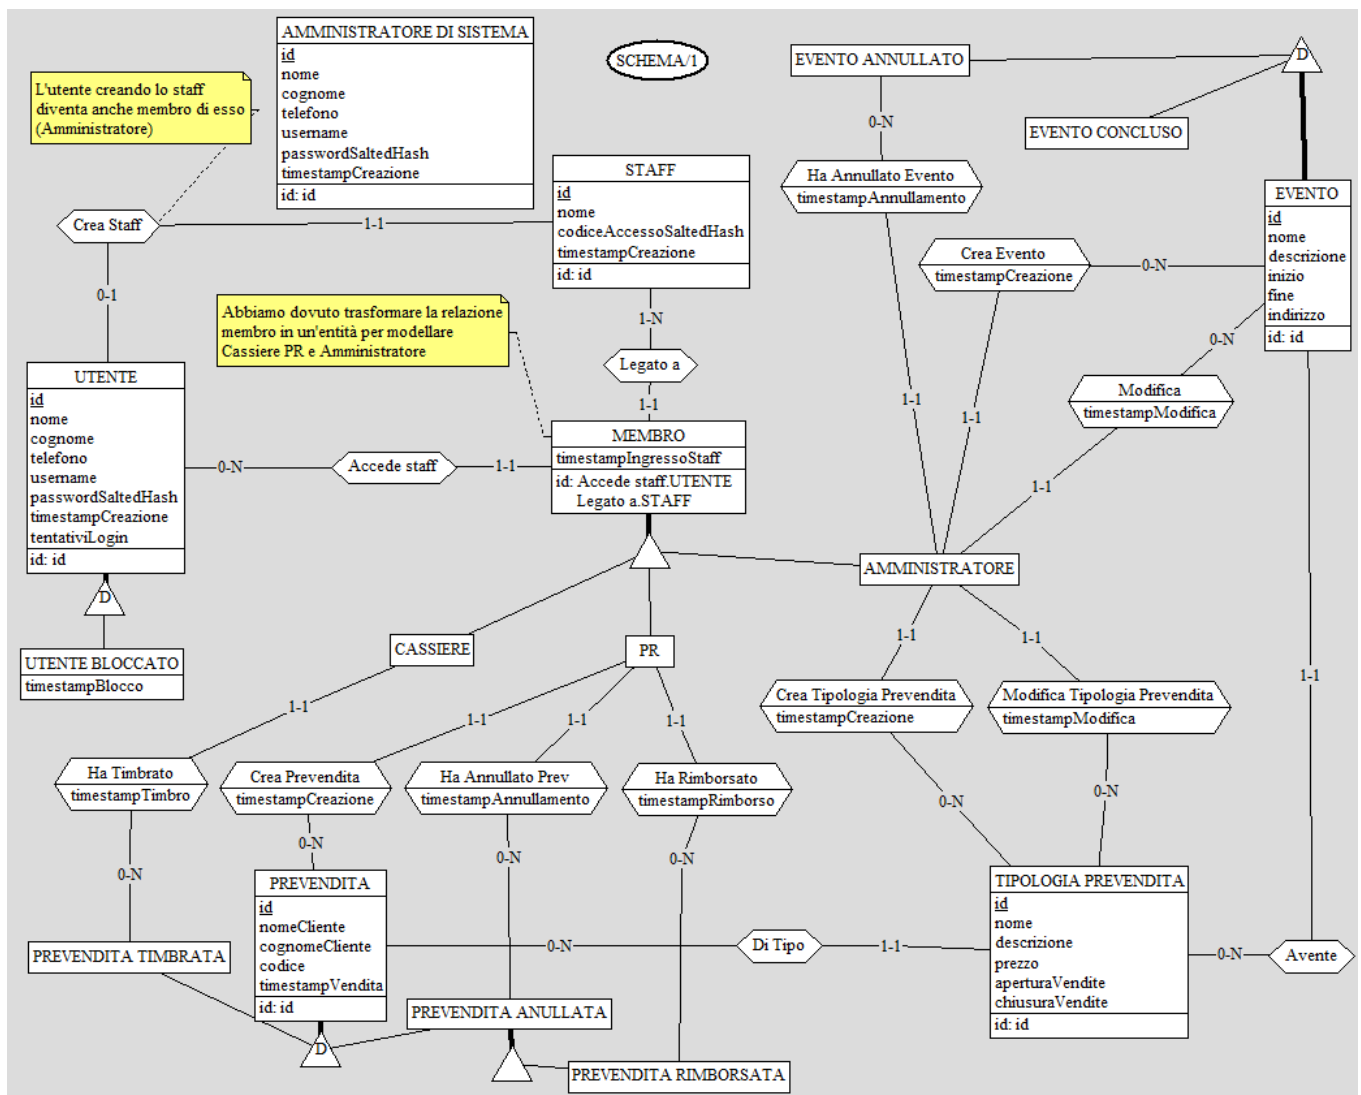 AMMINISTRATORE DI SISTEMA
id
nome
cognome
telefono
username
passwordSaltedHash
timestampCreazione
id: id
SCHEMA/1
EVENTO ANNULLATO
D
EVENTO CONCLUSO
L'utente creando lo staff
diventa anche membro di esso
(Amministratore)
0-N
Ha Annullato Evento
timestampAnnullamento
STAFF
id
nome
codiceAccessoSaltedHash
timestampCreazione
id: id
EVENTO
id
nome
descrizione
inizio
fine
indirizzo
id: id
Crea Staff
1-1
Crea Evento
timestampCreazione
0-N
0-1
Abbiamo dovuto trasformare la relazione
membro in un'entità per modellare
Cassiere PR e Amministratore
1-N
0-N
Legato a
1-1
Modifica
timestampModifica
1-1
1-1
1-1
UTENTE
id
nome
cognome
telefono
username
passwordSaltedHash
timestampCreazione
tentativiLogin
id: id
0-N
Accede staff
1-1
MEMBRO
timestampIngressoStaff
id: Accede staff.UTENTE
Legato a.STAFF
1-1
AMMINISTRATORE
D
UTENTE BLOCCATO
timestampBlocco
CASSIERE
PR
1-1
1-1
1-1
1-1
1-1
1-1
1-1
Crea Tipologia Prevendita
timestampCreazione
Modifica Tipologia Prevendita
timestampModifica
Ha Timbrato
timestampTimbro
Crea Prevendita
timestampCreazione
Ha Annullato Prev
timestampAnnullamento
Ha Rimborsato
timestampRimborso
0-N
0-N
0-N
0-N
0-N
0-N
PREVENDITA
id
nomeCliente
cognomeCliente
codice
timestampVendita
id: id
TIPOLOGIA PREVENDITA
id
nome
descrizione
prezzo
aperturaVendite
chiusuraVendite
id: id
PREVENDITA TIMBRATA
0-N
Di Tipo
1-1
0-N
Avente
PREVENDITA ANULLATA
D
PREVENDITA RIMBORSATA